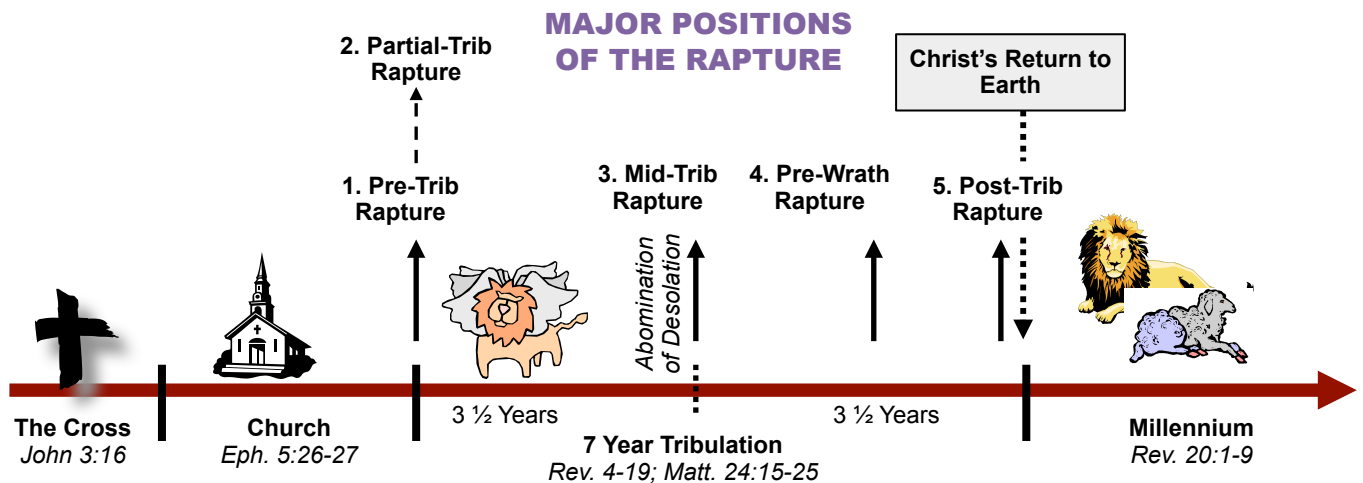 MAJOR POSITIONS
OF THE RAPTURE
2. Partial-Trib
Rapture
Christ's Return to
Earth
1. Pre-Trib
Rapture
3. Mid-Trib
Rapture
4. Pre-Wrath
Rapture
5. Post-Trib
Rapture
Abomination
of Desolation
3 ½ Years
3 ½ Years
The Cross
John 3:16
Church
Eph. 5:26-27
7 Year Tribulation
Rev. 4-19; Matt. 24:15-25
Millennium
Rev. 20:1-9